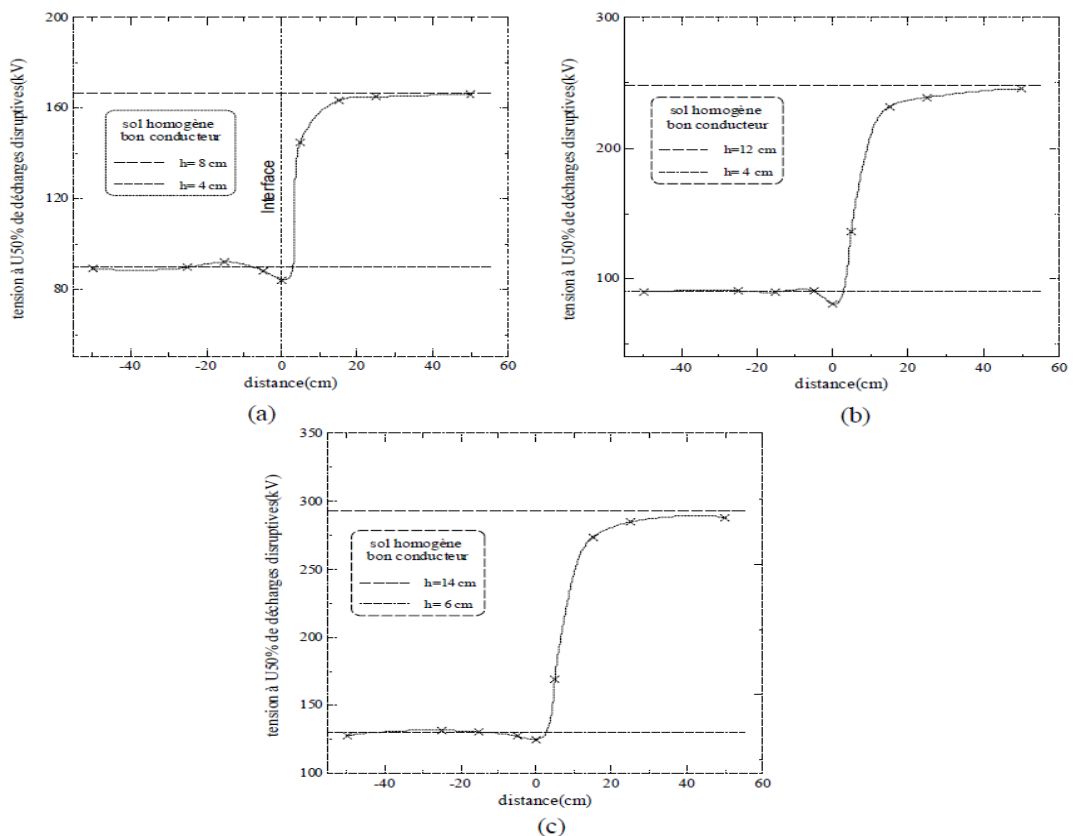 tension à U50% de décharges disruptives(kV)
200
160
120
80
sol homogène
bon conducteur
h= 8 cm
h= 4 cm
Interface
-40
-20
0
20
40
60
distance(cm)
(a)
tension à U50% de décharges disruptives(kV)
300
200
100
sol homogène
bon conducteur
h=12 cm
h= 4 cm
-40
-20
0
20
40
60
distance(cm)
(b)
tension à U50% de décharges disruptives(kV)
350
300
250
200
150
100
sol homogène
bon conducteur
h=14 cm
h= 6 cm
-40
-20
0
20
40
60
distance(cm)
(c)